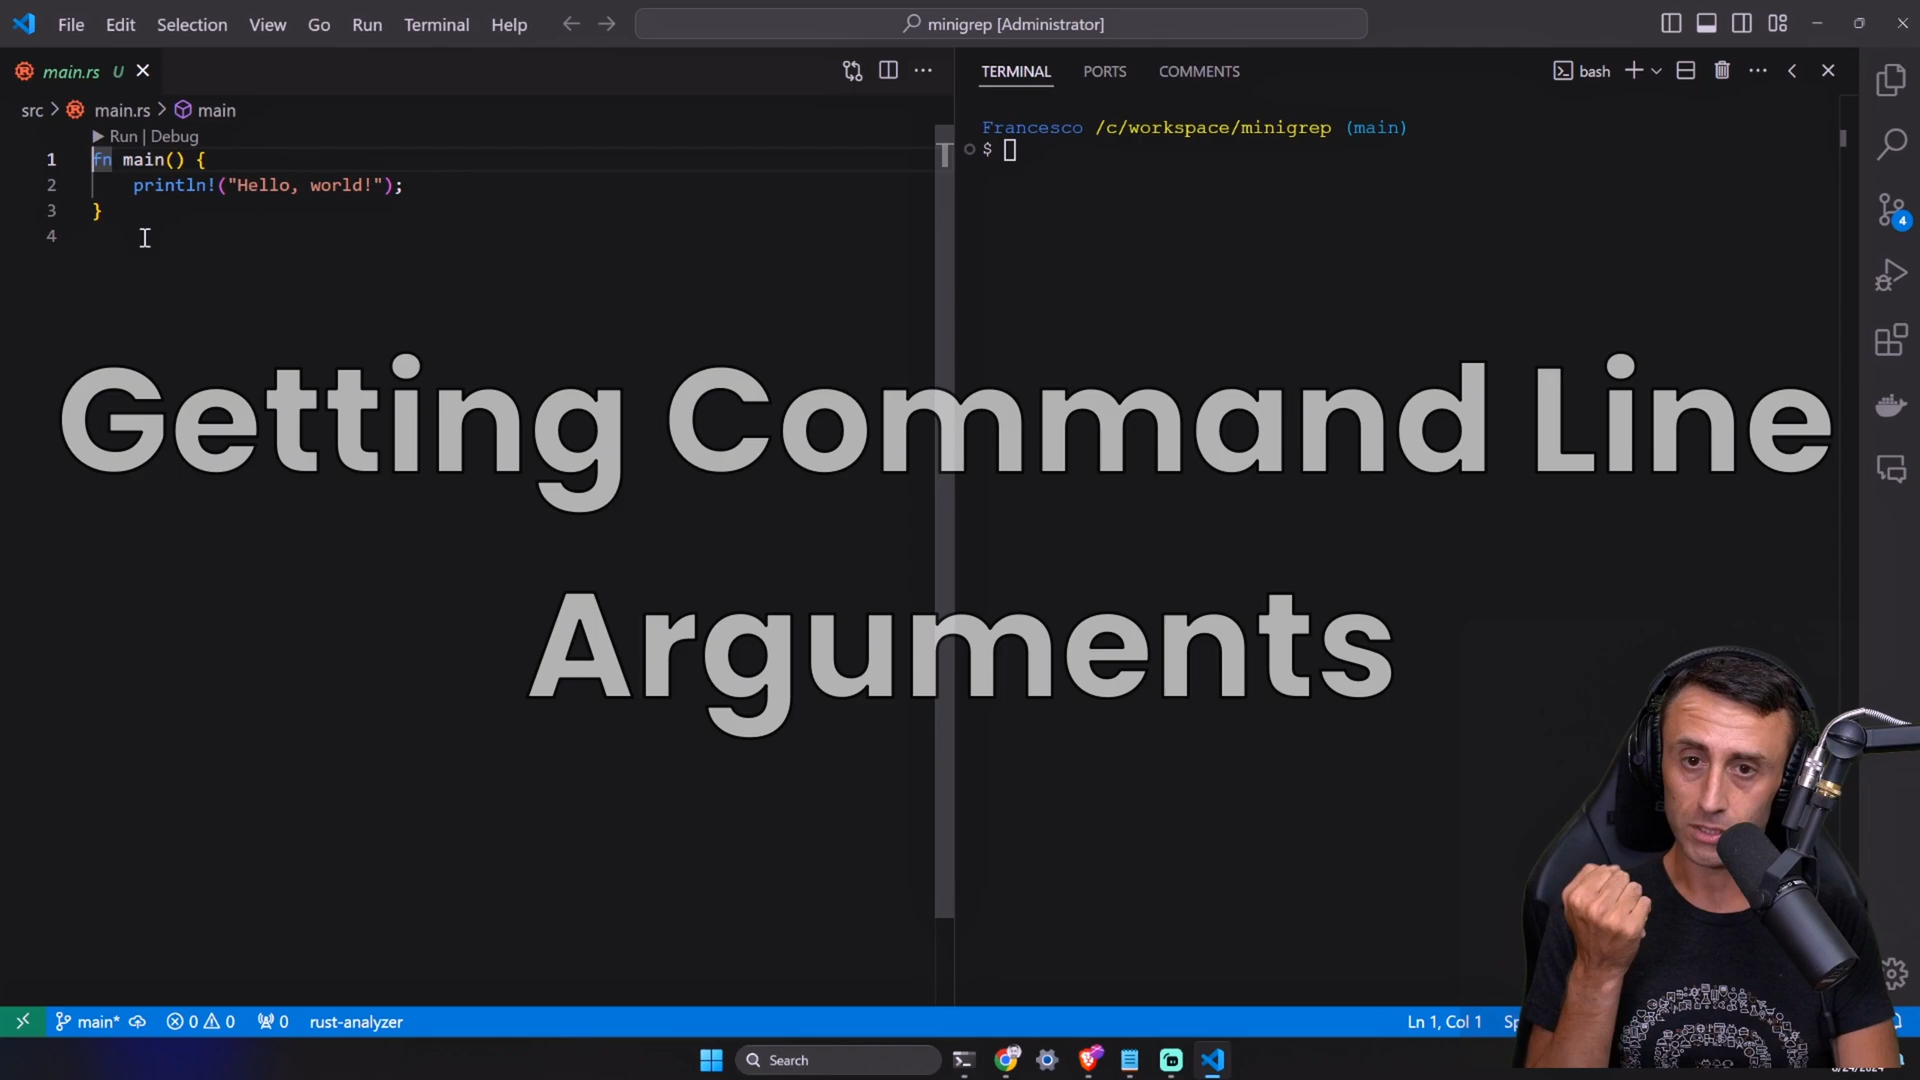 File Edit Selection View Go Run Terminal Help
minigrep [Administrator]
main.rs U
src > main.rs > main
Run | Debug
1 fn main() {
2 println!("Hello, world!");
3 }
4
TERMINAL PORTS COMMENTS
bash
Francesco /c/workspace/minigrep (main)
$
4
Getting Command Line
Arguments
main* 0 0 0 rust-analyzer
Ln 1, Col 1
Search